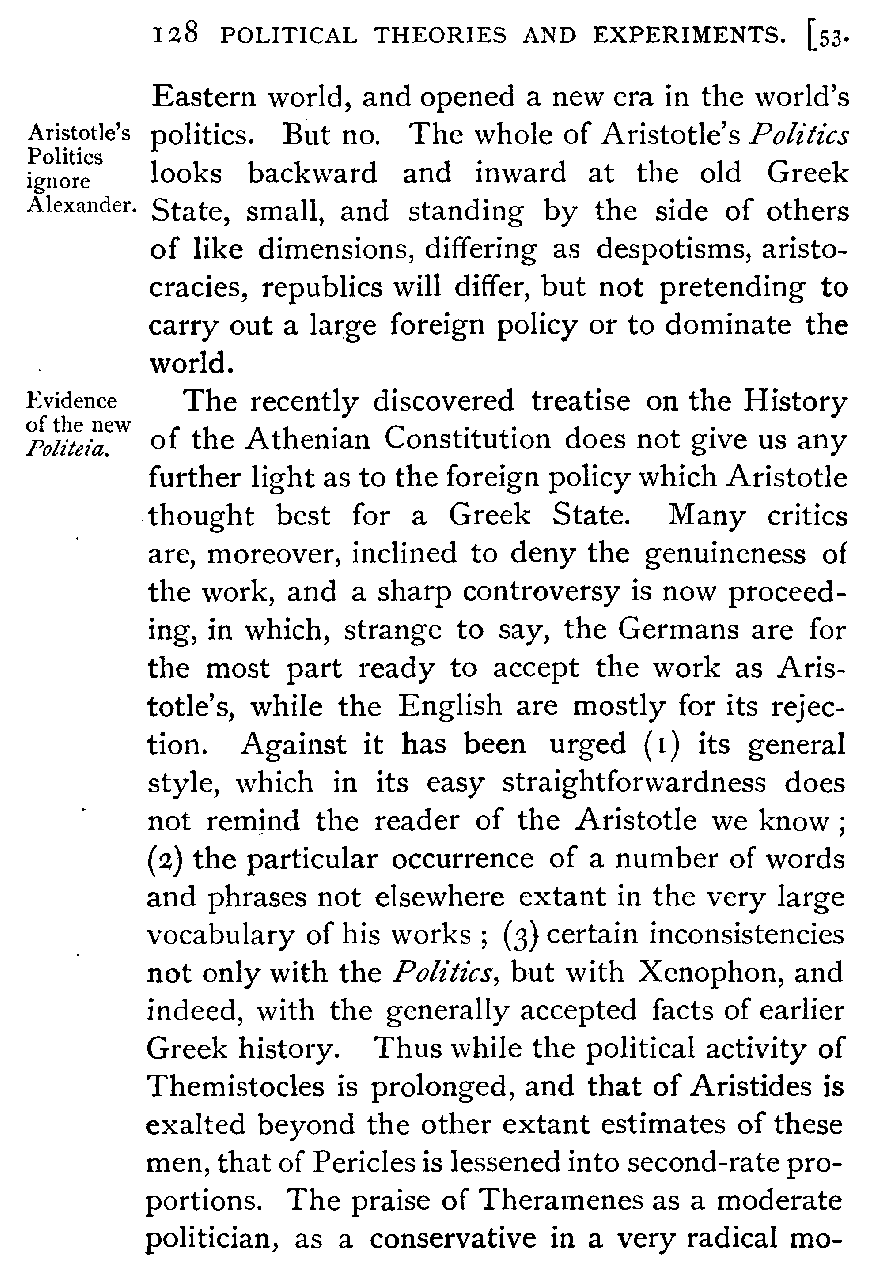 128 POLITICAL THEORIES AND EXPERIMENTS. [53.
Eastern world, and opened a new era in the world's
Aristotle's
Politics
ignore
Alexander.
politics. But no. The whole of Aristotle's Politics
looks backward and inward at the old Greek
State, small, and standing by the side of others
of like dimensions, differing as despotisms, aristo-
cracies, republics will differ, but not pretending to
carry out a large foreign policy or to dominate the
world.
Evidence
of the new
Politeia.
The recently discovered treatise on the History
of the Athenian Constitution does not give us any
further light as to the foreign policy which Aristotle
thought best for a Greek State. Many critics
are, moreover, inclined to deny the genuineness of
the work, and a sharp controversy is now proceed-
ing, in which, strange to say, the Germans are for
the most part ready to accept the work as Aris-
totle's, while the English are mostly for its rejec-
tion. Against it has been urged (1) its general
style, which in its easy straightforwardness does
not remind the reader of the Aristotle we know ;
(2) the particular occurrence of a number of words
and phrases not elsewhere extant in the very large
vocabulary of his works ; (3) certain inconsistencies
not only with the Politics, but with Xenophon, and
indeed, with the generally accepted facts of earlier
Greek history. Thus while the political activity of
Themistocles is prolonged, and that of Aristides is
exalted beyond the other extant estimates of these
men, that of Pericles is lessened into second-rate pro-
portions. The praise of Theramenes as a moderate
politician, as a conservative in a very radical mo-